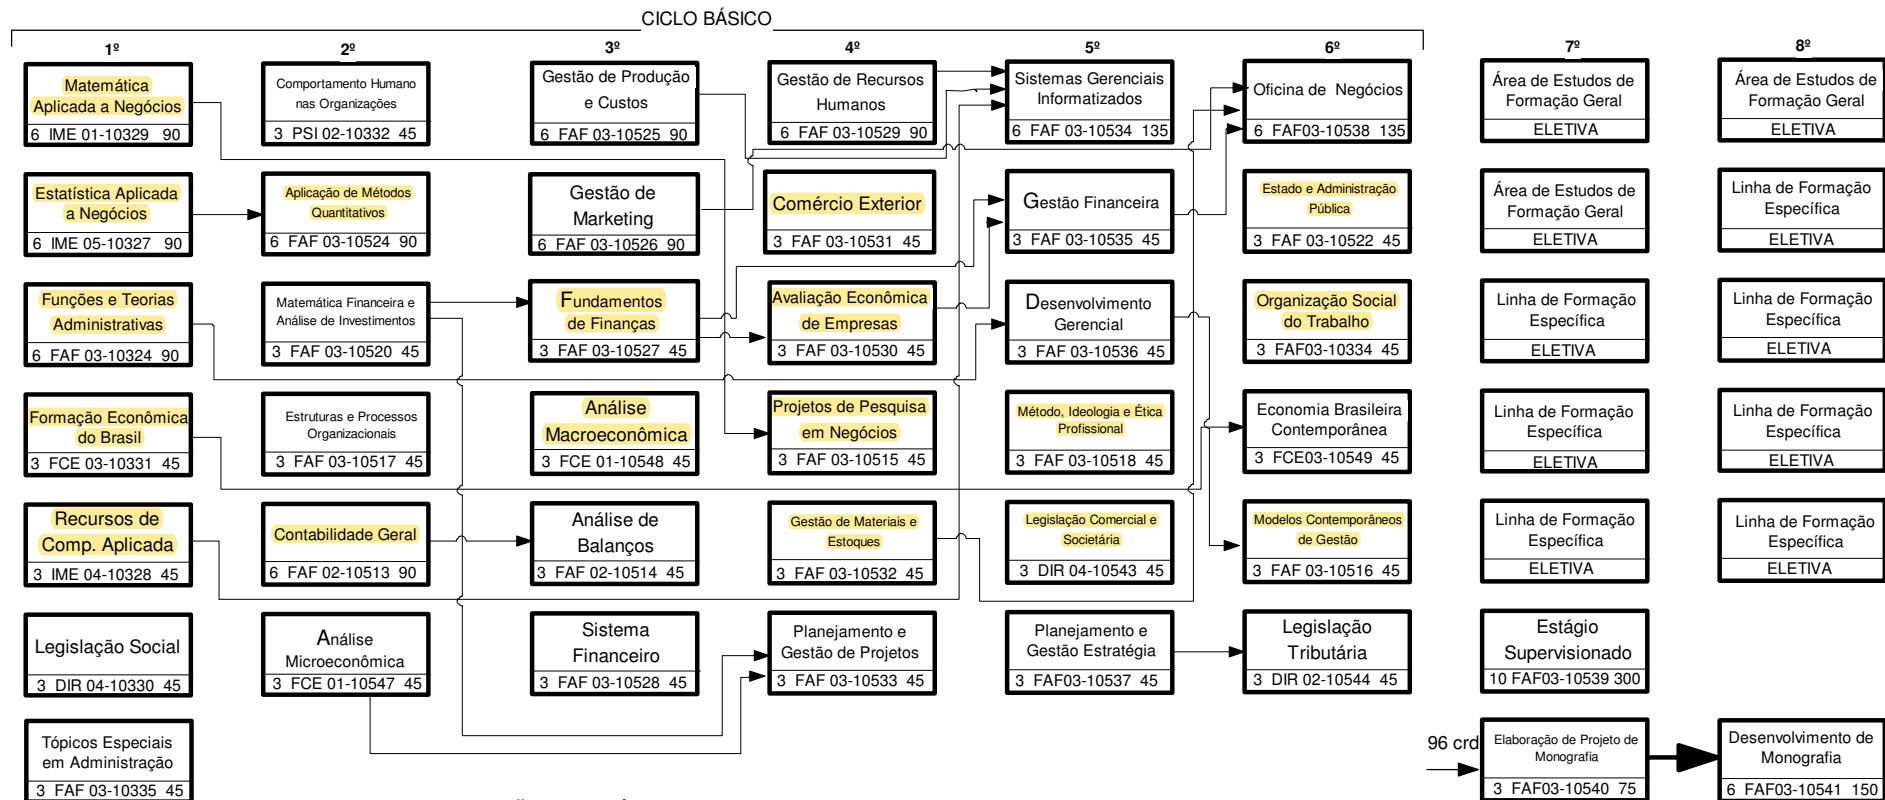 CICLO BÁSICO
1º
2º
3º
4º
5º
6º
7º
8º
Matemática
Aplicada a Negócios
6 IME 01-10329 90
Estatística Aplicada
a Negócios
6 IME 05-10327 90
Funções e Teorias
Administrativas
6 FAF 03-10324 90
Formação Econômica
do Brasil
3 FCE 03-10331 45
Recursos de
Comp. Aplicada
3 IME 04-10328 45
Legislação Social
3 DIR 04-10330 45
Tópicos Especiais
em Administração
3 FAF 03-10335 45
Comportamento Humano
nas Organizações
3 PSI 02-10332 45
Aplicação de Métodos
Quantitativos
6 FAF 03-10524 90
Matemática Financeira e
Análise de Investimentos
3 FAF 03-10520 45
Estruturas e Processos
Organizacionais
3 FAF 03-10517 45
Contabilidade Geral
6 FAF 02-10513 90
Análise
Microeconômica
3 FCE 01-10547 45
Gestão de Produção
e Custos
6 FAF 03-10525 90
Gestão de
Marketing
6 FAF 03-10526 90
Fundamentos
de Finanças
3 FAF 03-10527 45
Análise
Macroeconômica
3 FCE 01-10548 45
Análise de
Balanços
3 FAF 02-10514 45
Sistema
Financeiro
3 FAF 03-10528 45
Gestão de Recursos
Humanos
6 FAF 03-10529 90
Comércio Exterior
3 FAF 03-10531 45
Avaliação Econômica
de Empresas
3 FAF 03-10530 45
Projetos de Pesquisa
em Negócios
3 FAF 03-10515 45
Gestão de Materiais e
Estoques
3 FAF 03-10532 45
Planejamento e
Gestão de Projetos
3 FAF 03-10533 45
Sistemas Gerenciais
Informatizados
6 FAF 03-10534 135
Gestão Financeira
3 FAF 03-10535 45
Desenvolvimento
Gerencial
3 FAF 03-10536 45
Método, Ideologia e Ética
Profissional
3 FAF 03-10518 45
Legislação Comercial e
Societária
3 DIR 04-10543 45
Planejamento e
Gestão Estratégia
3 FAF03-10537 45
Oficina de Negócios
6 FAF03-10538 135
Estado e Administração
Pública
3 FAF 03-10522 45
Organização Social
do Trabalho
3 FAF03-10334 45
Economia Brasileira
Contemporânea
3 FCE03-10549 45
Modelos Contemporâneos
de Gestão
3 FAF 03-10516 45
Legislação
Tributária
3 DIR 02-10544 45
Área de Estudos de
Formação Geral
ELETIVA
Área de Estudos de
Formação Geral
ELETIVA
Linha de Formação
Específica
ELETIVA
Linha de Formação
Específica
ELETIVA
Linha de Formação
Específica
ELETIVA
Estágio
Supervisionado
10 FAF03-10539 300
96 crd
Elaboração de Projeto de
Monografia
3 FAF03-10540 75
Área de Estudos de
Formação Geral
ELETIVA
Linha de Formação
Específica
ELETIVA
Linha de Formação
Específica
ELETIVA
Linha de Formação
Específica
ELETIVA
Linha de Formação
Específica
ELETIVA
Desenvolvimento de
Monografia
6 FAF03-10541 150